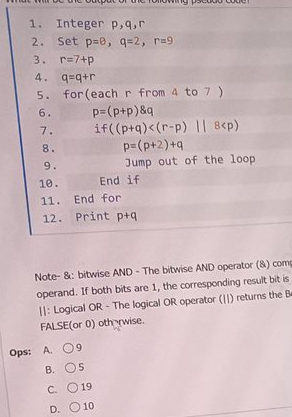 What will be the output of the following pseudo code?
1. Integer p,q,r
2. Set p=0, q=2, r=9
3. r=7+p
4. q=q+r
5. for(each r from 4 to 7 )
6. p=(p+p)&q
7. if((p+q)<(r-p) || 8<p)
8. p=(p+2)+q
9. Jump out of the loop
10. End if
11. End for
12. Print p+q
Note- &: bitwise AND - The bitwise AND operator (&)
operand. If both bits are 1, the corresponding result bit is
||: Logical OR - The logical OR operator (||) returns the
FALSE(or 0) otherwise.
Ops: A. 9
B. 5
C. 19
D. 10